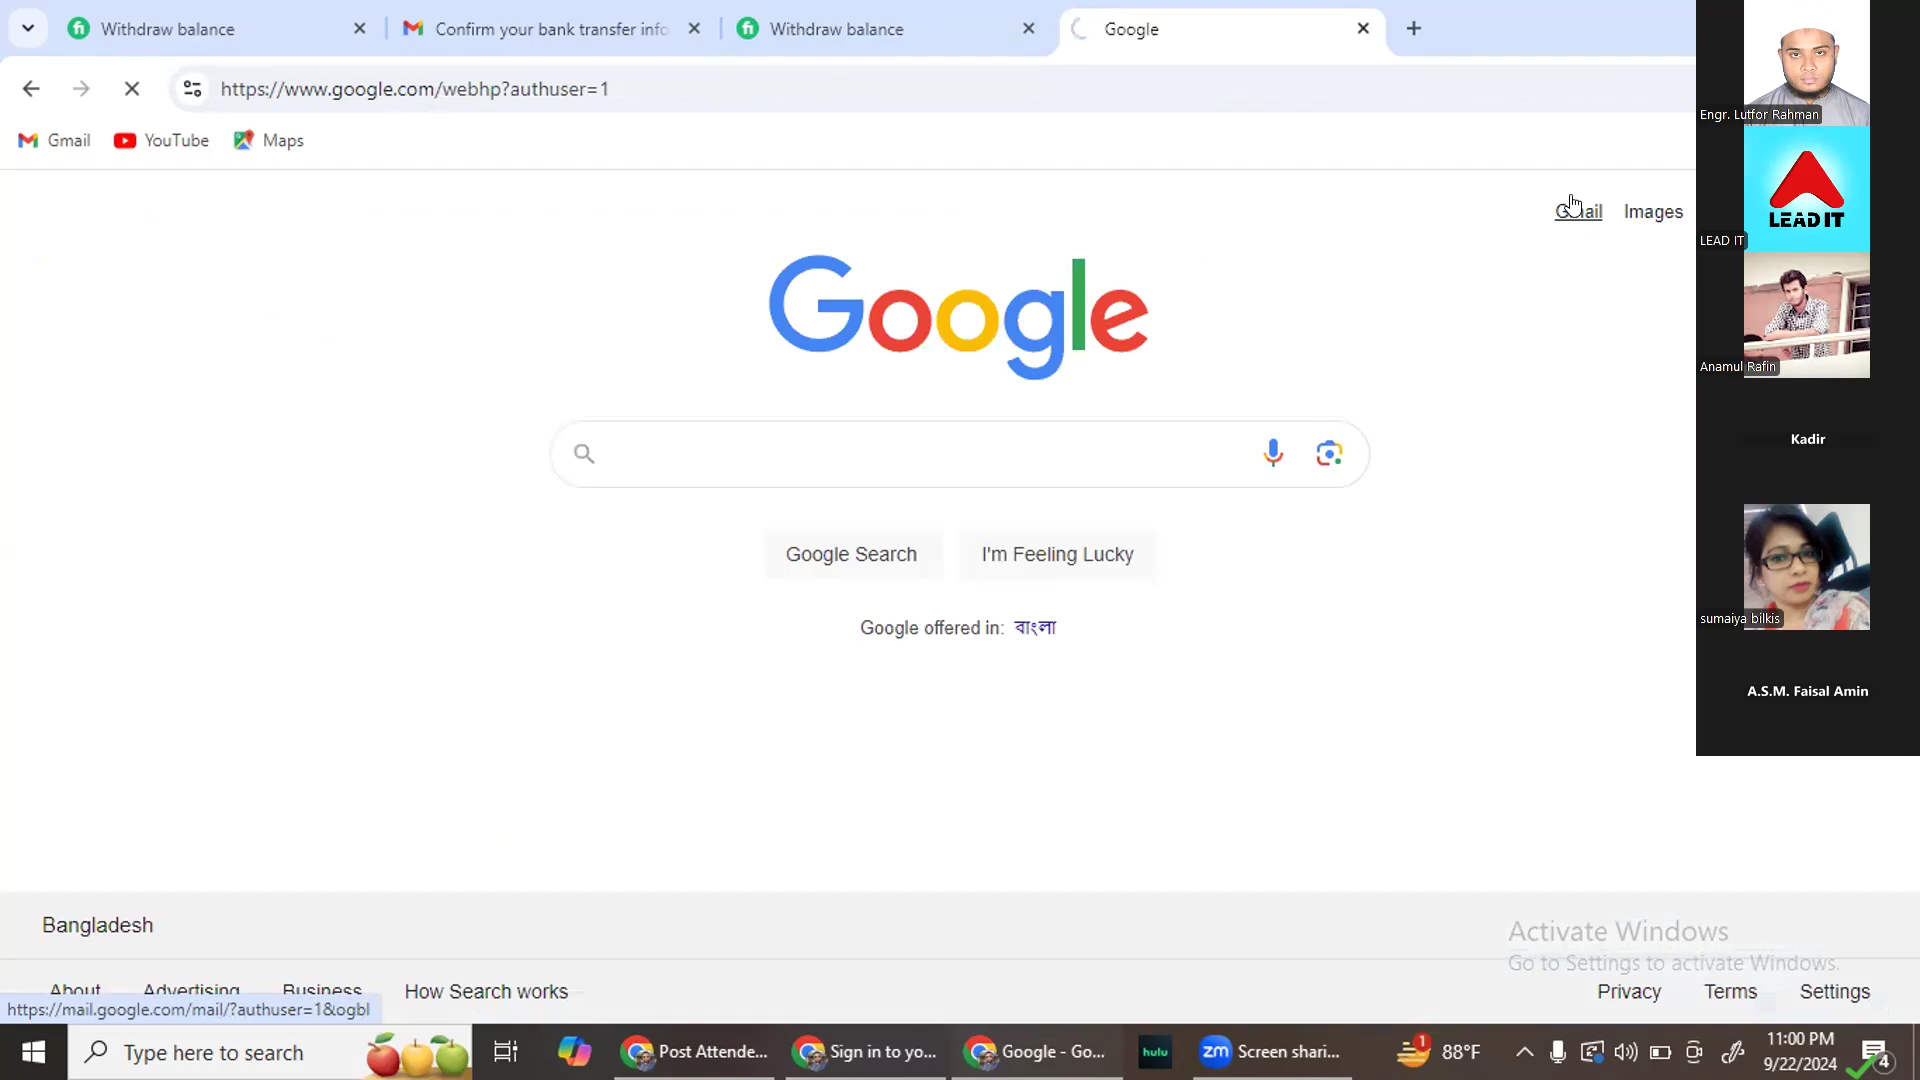 Withdraw balance
Confirm your bank transfer info
Withdraw balance
Google
https://www.google.com/webhp?authuser=1
Gmail
YouTube
Maps
Gmail
Images
Google
Google Search
I'm Feeling Lucky
Google offered in: বাংলা
Bangladesh
About
Advertising
Business
How Search works
Privacy
Terms
Settings
Activate Windows
Go to Settings to activate Windows.
https://mail.google.com/mail/?authuser=1&ogbl
Type here to search
Post Attende...
Sign in to yo...
Google - Go...
hulu
zm
Screen shari...
1
88°F
11:00 PM
9/22/2024
4
Engr. Lutfor Rahman
LEAD IT
LEAD IT
Anamul Rafin
Kadir
sumaiya bilkis
A.S.M. Faisal Amin